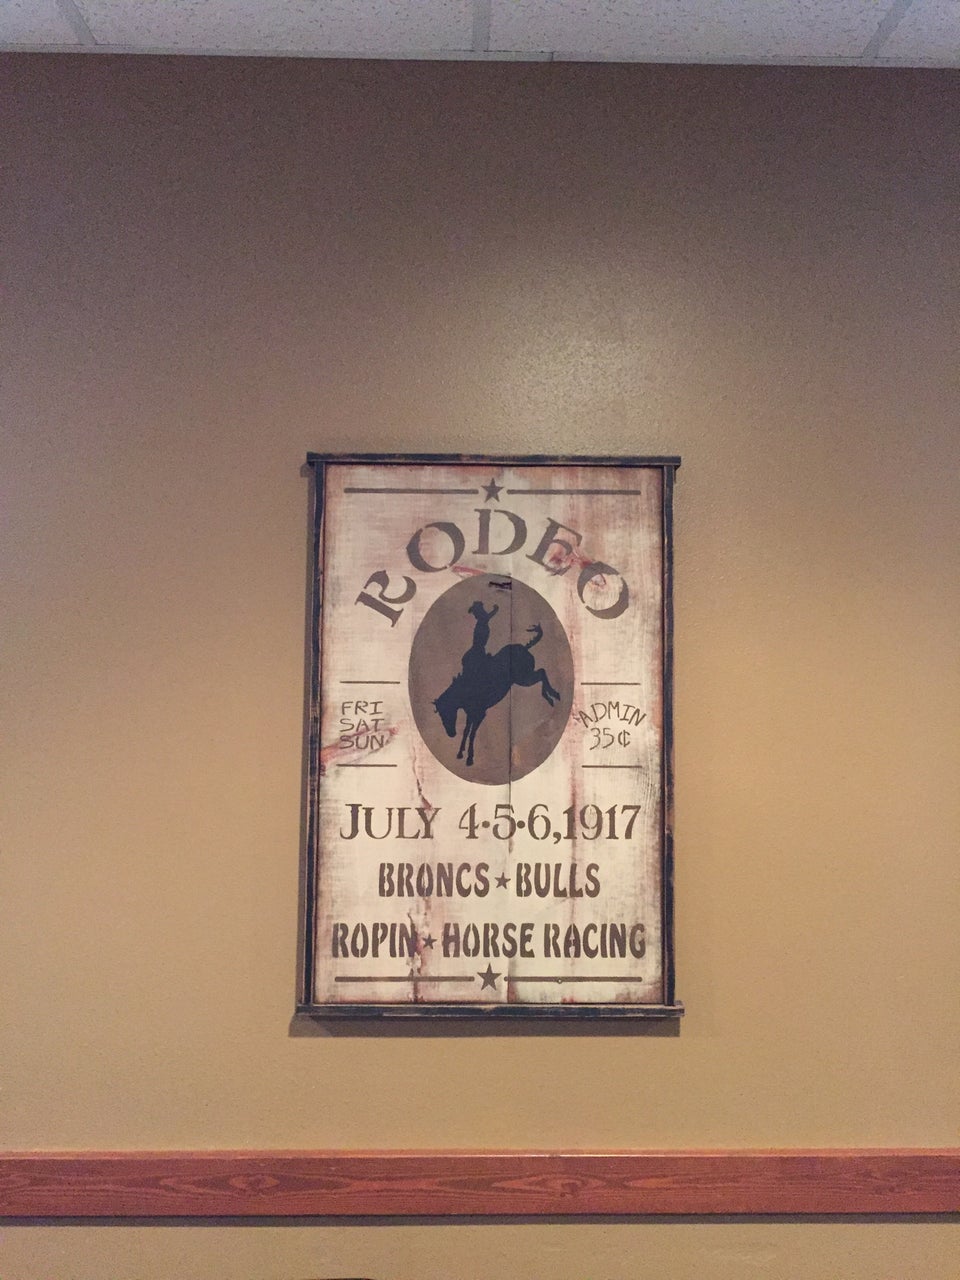 RODEO
FRI
SAT
SUN
ADMIN
35¢
JULY 4·5·6,1917
BRONCS★BULLS
ROPIN★HORSE RACING